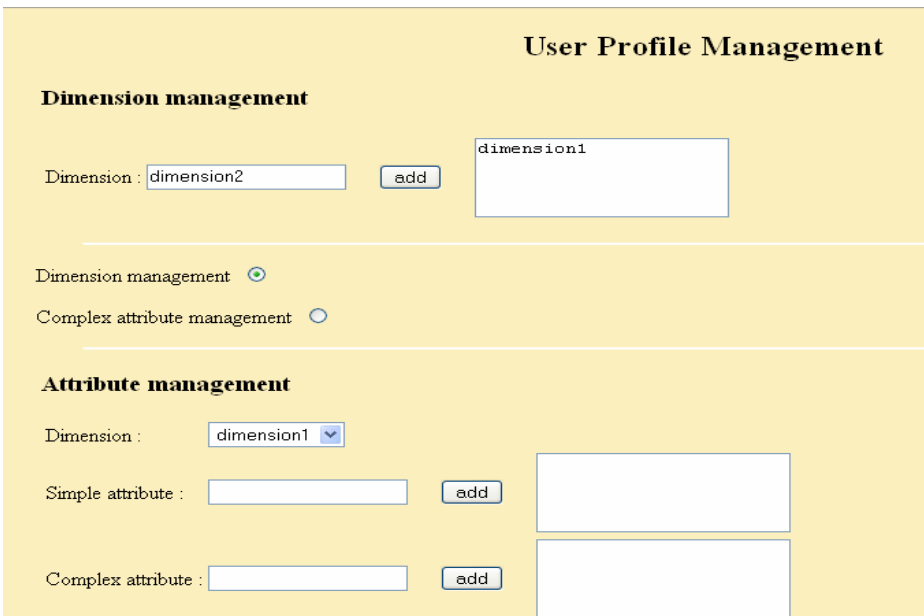 User Profile Management
Dimension management
dimension1
Dimension : dimension2 add
Dimension management
Complex attribute management
Attribute management
Dimension : dimension1
Simple attribute : add
Complex attribute : add